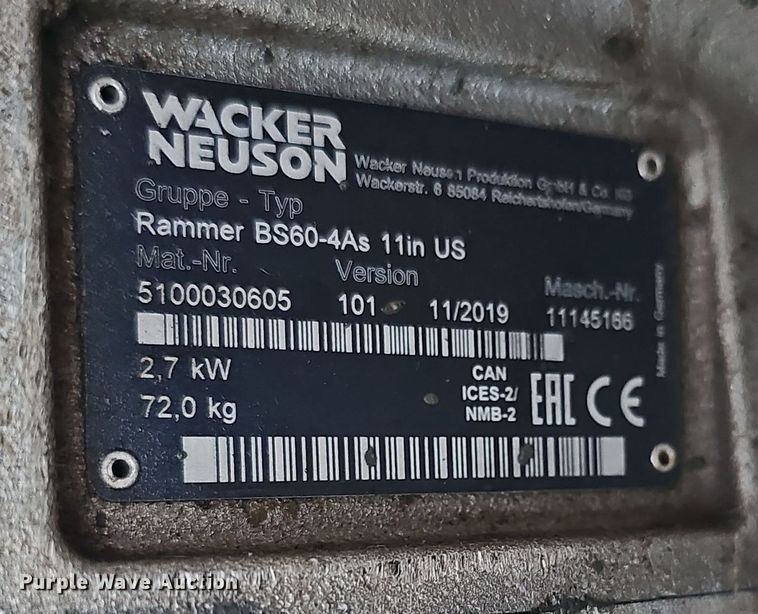 WACKER
NEUSON
Wacker Neuson Produktion GmbH & Co. KG
Wackerstr. 6 85084 Reichertshofen/Germany
Gruppe - Typ
Rammer BS60-4As 11in US
Mat.-Nr. Version Masch.-Nr.
5100030605 101 11/2019 11145166
2,7 kW
72,0 kg
CAN
ICES-2/
NMB-2
EAC CE
Made in Germany
Purple Wave Auction